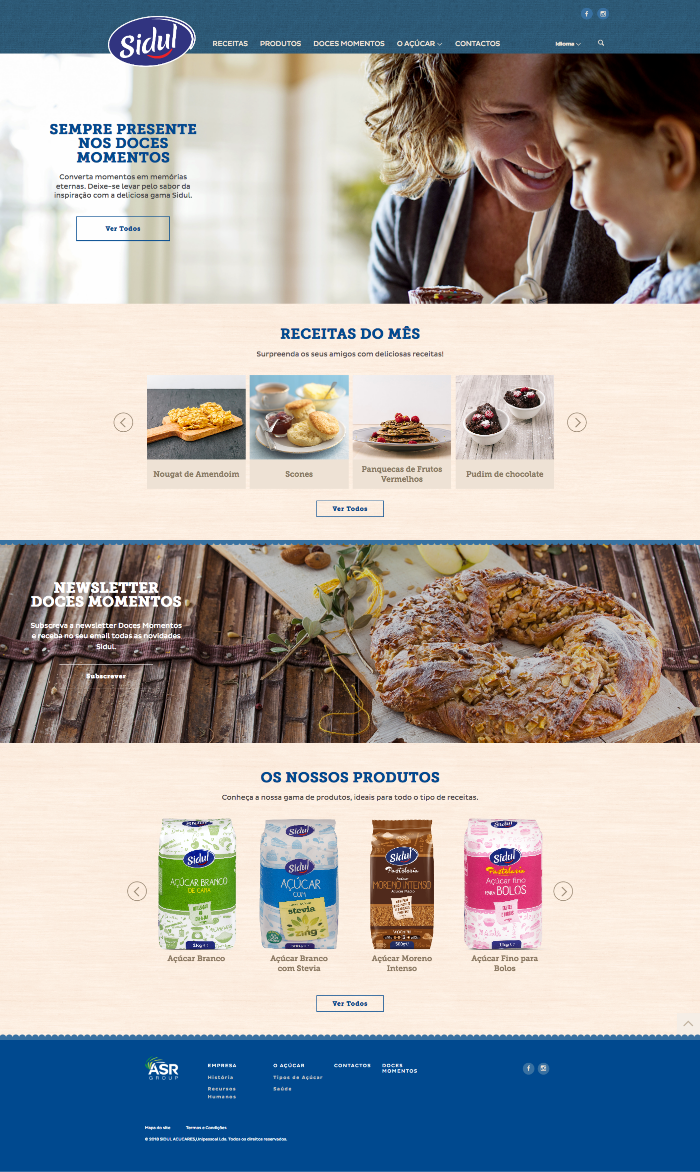 Sidul
RECEITAS PRODUTOS DOCES MOMENTOS O AÇÚCAR CONTACTOS
Idioma
SEMPRE PRESENTE
NOS DOCES
MOMENTOS
Converta momentos em memórias
eternas. Deixe-se levar pelo sabor da
inspiração com a deliciosa gama Sidul.
Ver Todos
RECEITAS DO MÊS
Surpreenda os seus amigos com deliciosas receitas!
Nougat de Amendoim
Scones
Panquecas de Frutos
Vermelhos
Pudim de chocolate
Ver Todos
NEWSLETTER
DOCES MOMENTOS
Subscreva a newsletter Doces Momentos
e receba no seu email todas as novidades
Sidul.
Subscrever
OS NOSSOS PRODUTOS
Conheça a nossa gama de produtos, ideais para todo o tipo de receitas.
Sidul
AÇÚCAR BRANCO
DE CANA
1kg
Sidul
AÇÚCAR
COM
stevia
Sidul
Pastelaria
Açúcar
MORENO INTENSO
500g
Sidul
Pastelaria
Açúcar fino
PARA BOLOS
1kg
Açúcar Branco
Açúcar Branco
com Stevia
Açúcar Moreno
Intenso
Açúcar Fino para
Bolos
Ver Todos
ASR
GROUP
EMPRESA
História
Recursos
Humanos
O AÇÚCAR
Tipos de Açúcar
Saúde
CONTACTOS
DOCES
MOMENTOS
Mapa do site Termos e Condições
© 2018 SIDUL AÇUCARES,Unipessoal Lda. Todos os direitos reservados.